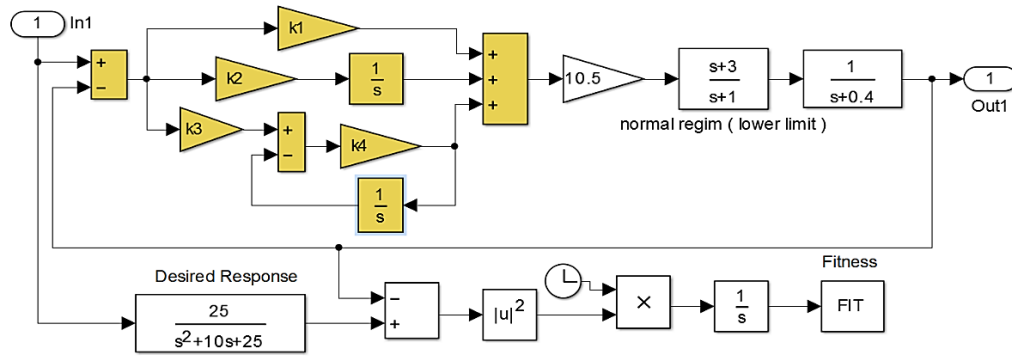 1 In1
k1
+
−
k2
1
s
+
+
+
10.5
s+3
s+1
1
s+0.4
1
Out1
k3
+
−
k4
normal regim ( lower limit )
1
s
Desired Response
Fitness
25
s²+10s+25
−
+
|u|²
×
1
s
FIT